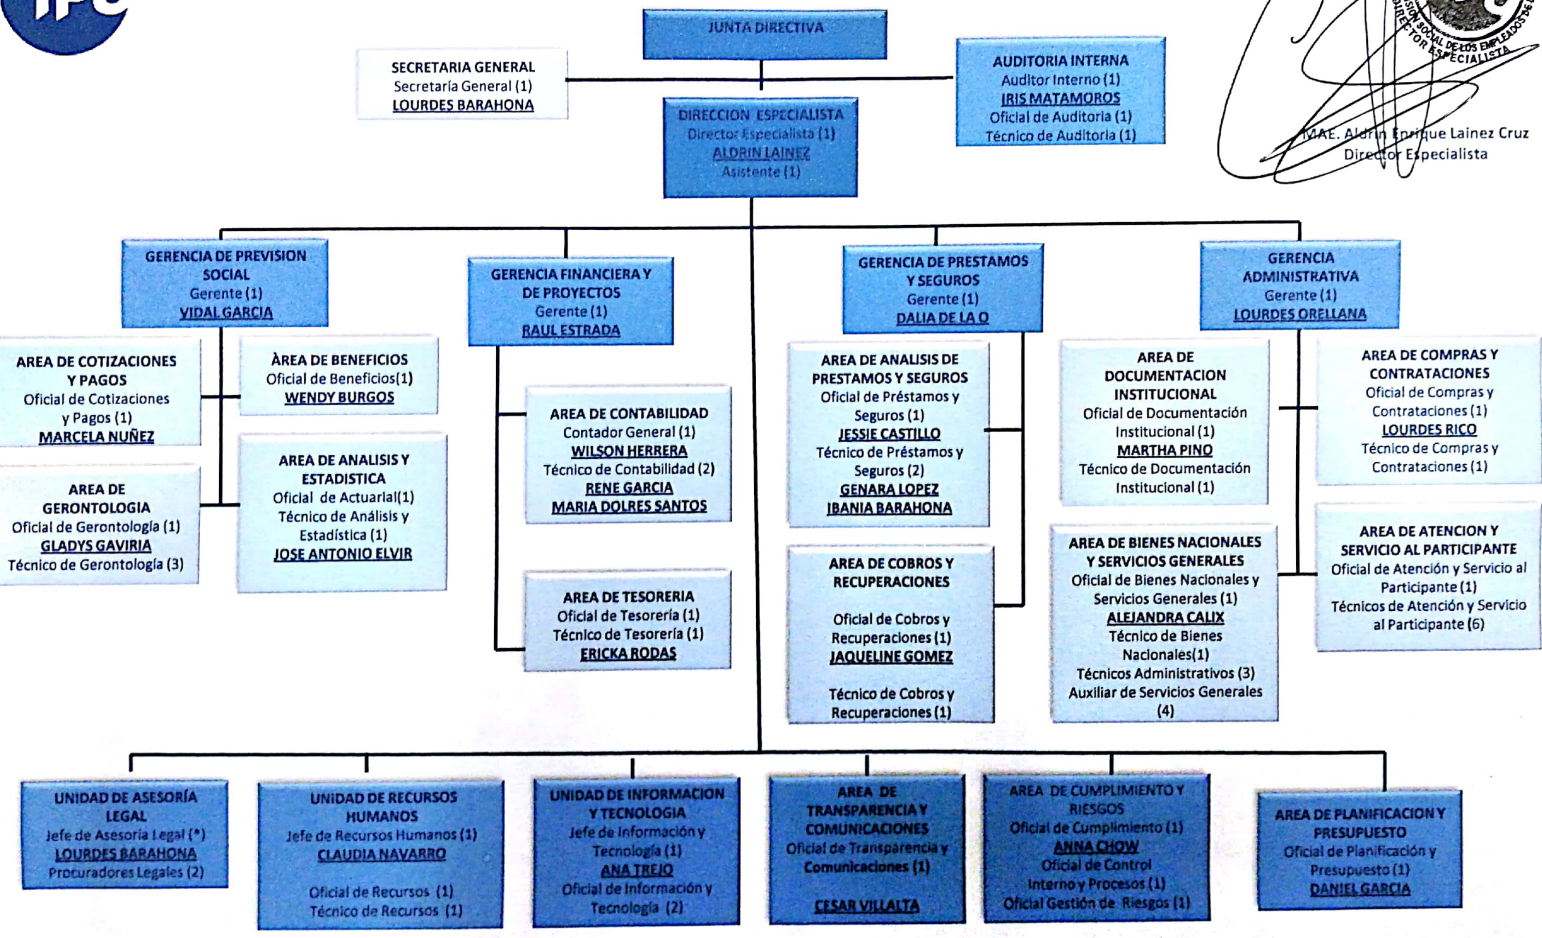 JUNTA DIRECTIVA
SECRETARIA GENERAL
Secretaría General (1)
LOURDES BARAHONA
AUDITORIA INTERNA
Auditor Interno (1)
IRIS MATAMOROS
Oficial de Auditoria (1)
Técnico de Auditoria (1)
DIRECCION ESPECIALISTA
Director Especialista (1)
ALDRIN LAINEZ
Asistente (1)
DIRECTOR ESPECIALISTA
MAE. Aldrin Enrique Lainez Cruz
Director Especialista
GERENCIA DE PREVISION
SOCIAL
Gerente (1)
VIDAL GARCIA
GERENCIA FINANCIERA Y
DE PROYECTOS
Gerente (1)
RAUL ESTRADA
GERENCIA DE PRESTAMOS
Y SEGUROS
Gerente (1)
DALIA DE LA O
GERENCIA
ADMINISTRATIVA
Gerente (1)
LOURDES ORELLANA
AREA DE COTIZACIONES
Y PAGOS
Oficial de Cotizaciones
y Pagos (1)
MARCELA NUÑEZ
ÀREA DE BENEFICIOS
Oficial de Beneficios(1)
WENDY BURGOS
AREA DE
GERONTOLOGIA
Oficial de Gerontología (1)
GLADYS GAVIRIA
Técnico de Gerontología (3)
AREA DE ANALISIS Y
ESTADISTICA
Oficial de Actuarial(1)
Técnico de Análisis y
Estadística (1)
JOSE ANTONIO ELVIR
AREA DE CONTABILIDAD
Contador General (1)
WILSON HERRERA
Técnico de Contabilidad (2)
RENE GARCIA
MARIA DOLRES SANTOS
AREA DE TESORERIA
Oficial de Tesorería (1)
Técnico de Tesorería (1)
ERICKA RODAS
AREA DE ANALISIS DE
PRESTAMOS Y SEGUROS
Oficial de Préstamos y
Seguros (1)
JESSIE CASTILLO
Técnico de Préstamos y
Seguros (2)
GENARA LOPEZ
IBANIA BARAHONA
AREA DE COBROS Y
RECUPERACIONES
Oficial de Cobros y
Recuperaciones (1)
JAQUELINE GOMEZ
Técnico de Cobros y
Recuperaciones (1)
AREA DE
DOCUMENTACION
INSTITUCIONAL
Oficial de Documentación
Institucional (1)
MARTHA PINO
Técnico de Documentación
Institucional (1)
AREA DE COMPRAS Y
CONTRATACIONES
Oficial de Compras y
Contrataciones (1)
LOURDES RICO
Técnico de Compras y
Contrataciones (1)
AREA DE BIENES NACIONALES
Y SERVICIOS GENERALES
Oficial de Bienes Nacionales y
Servicios Generales (1)
ALEJANDRA CALIX
Técnico de Bienes
Nacionales(1)
Técnicos Administrativos (3)
Auxiliar de Servicios Generales
(4)
AREA DE ATENCION Y
SERVICIO AL PARTICIPANTE
Oficial de Atención y Servicio al
Participante (1)
Técnicos de Atención y Servicio
al Participante (6)
UNIDAD DE ASESORÍA
LEGAL
Jefe de Asesoría Legal (*)
LOURDES BARAHONA
Procuradores Legales (2)
UNIDAD DE RECURSOS
HUMANOS
Jefe de Recursos Humanos (1)
CLAUDIA NAVARRO
Oficial de Recursos (1)
Técnico de Recursos (1)
UNIDAD DE INFORMACION
Y TECNOLOGIA
Jefe de Información y
Tecnología (1)
ANA TREJO
Oficial de Información y
Tecnología (2)
AREA DE
TRANSPARENCIA Y
COMUNICACIONES
Oficial de Transparencia y
Comunicaciones (1)
CESAR VILLALTA
AREA DE CUMPLIMIENTO Y
RIESGOS
Oficial de Cumplimiento (1)
ANNA CHOW
Oficial de Control
Interno y Procesos (1)
Oficial Gestión de Riesgos (1)
AREA DE PLANIFICACION Y
PRESUPUESTO
Oficial de Planificación y
Presupuesto (1)
DANIEL GARCIA